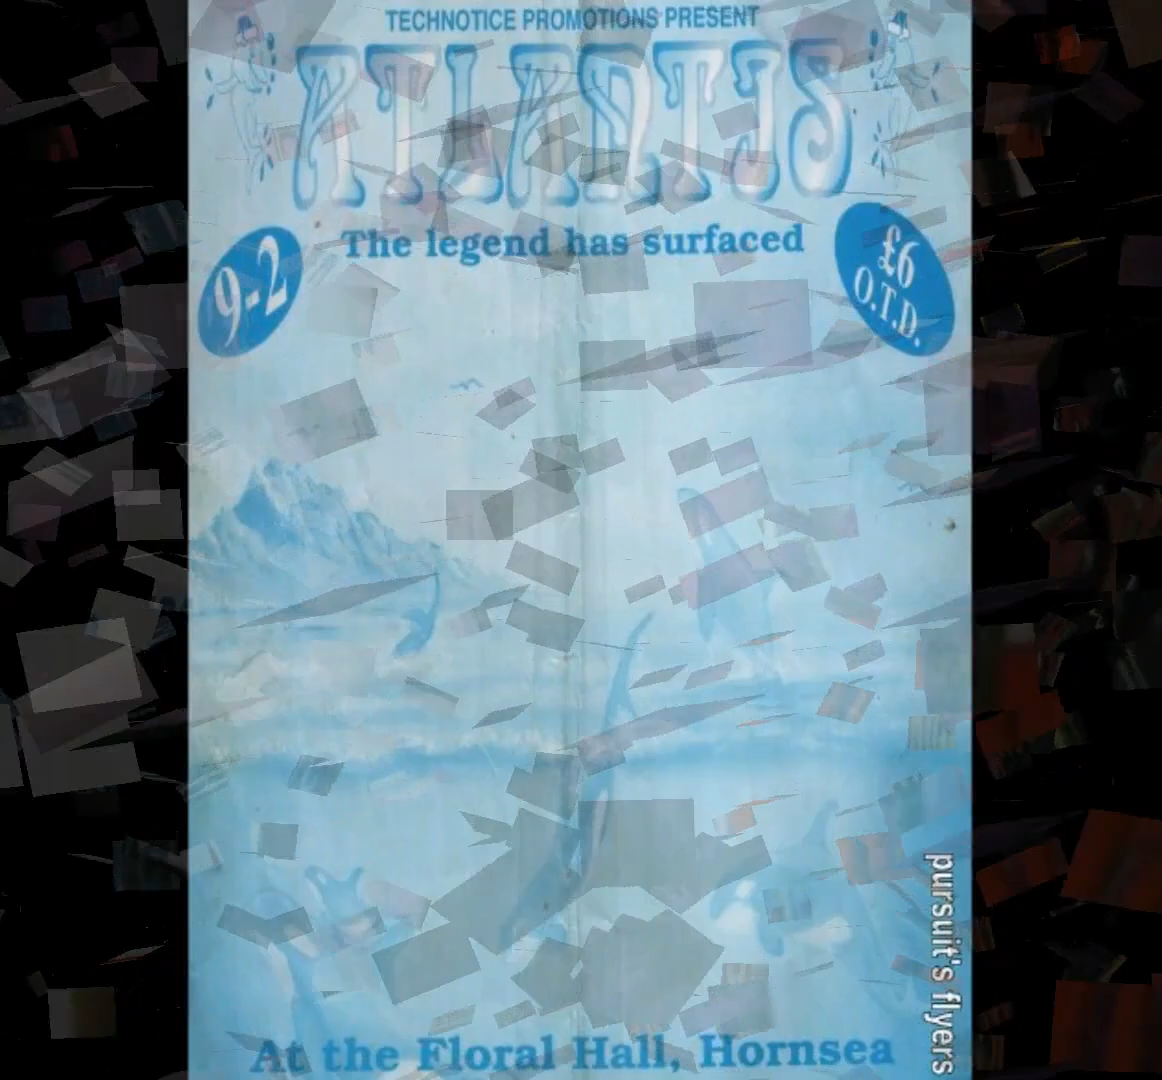 TECHNOTICE PROMOTIONS PRESENT
ATLANTIS
The legend has surfaced
9-2
£6
O.T.D.
At the Floral Hall, Hornsea
pursuit's flyers